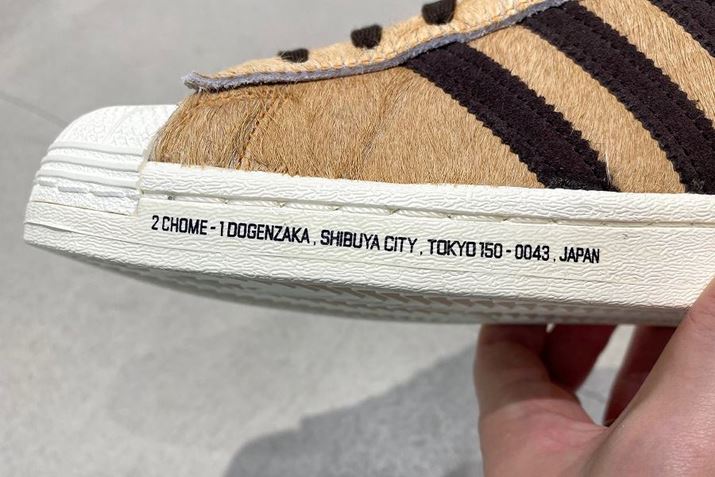 2 CHOME - 1 DOGENZAKA , SHIBUYA CITY , TOKYO 150 - 0043 , JAPAN